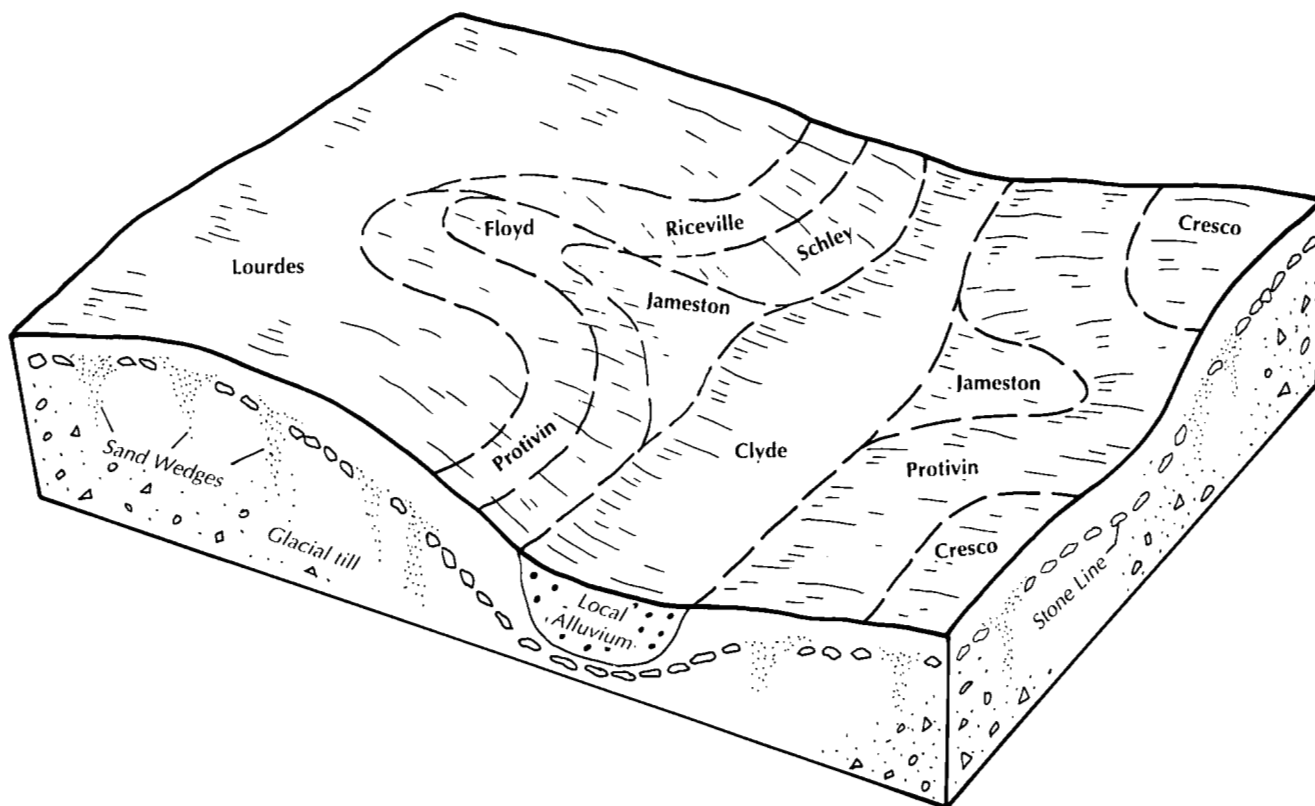 Cresco
Floyd
Riceville
Schley
Lourdes
Jameston
Jameston
Clyde
Protivin
Protivin
Sand Wedges
Glacial till
Cresco
Local
Alluvium
Stone Line